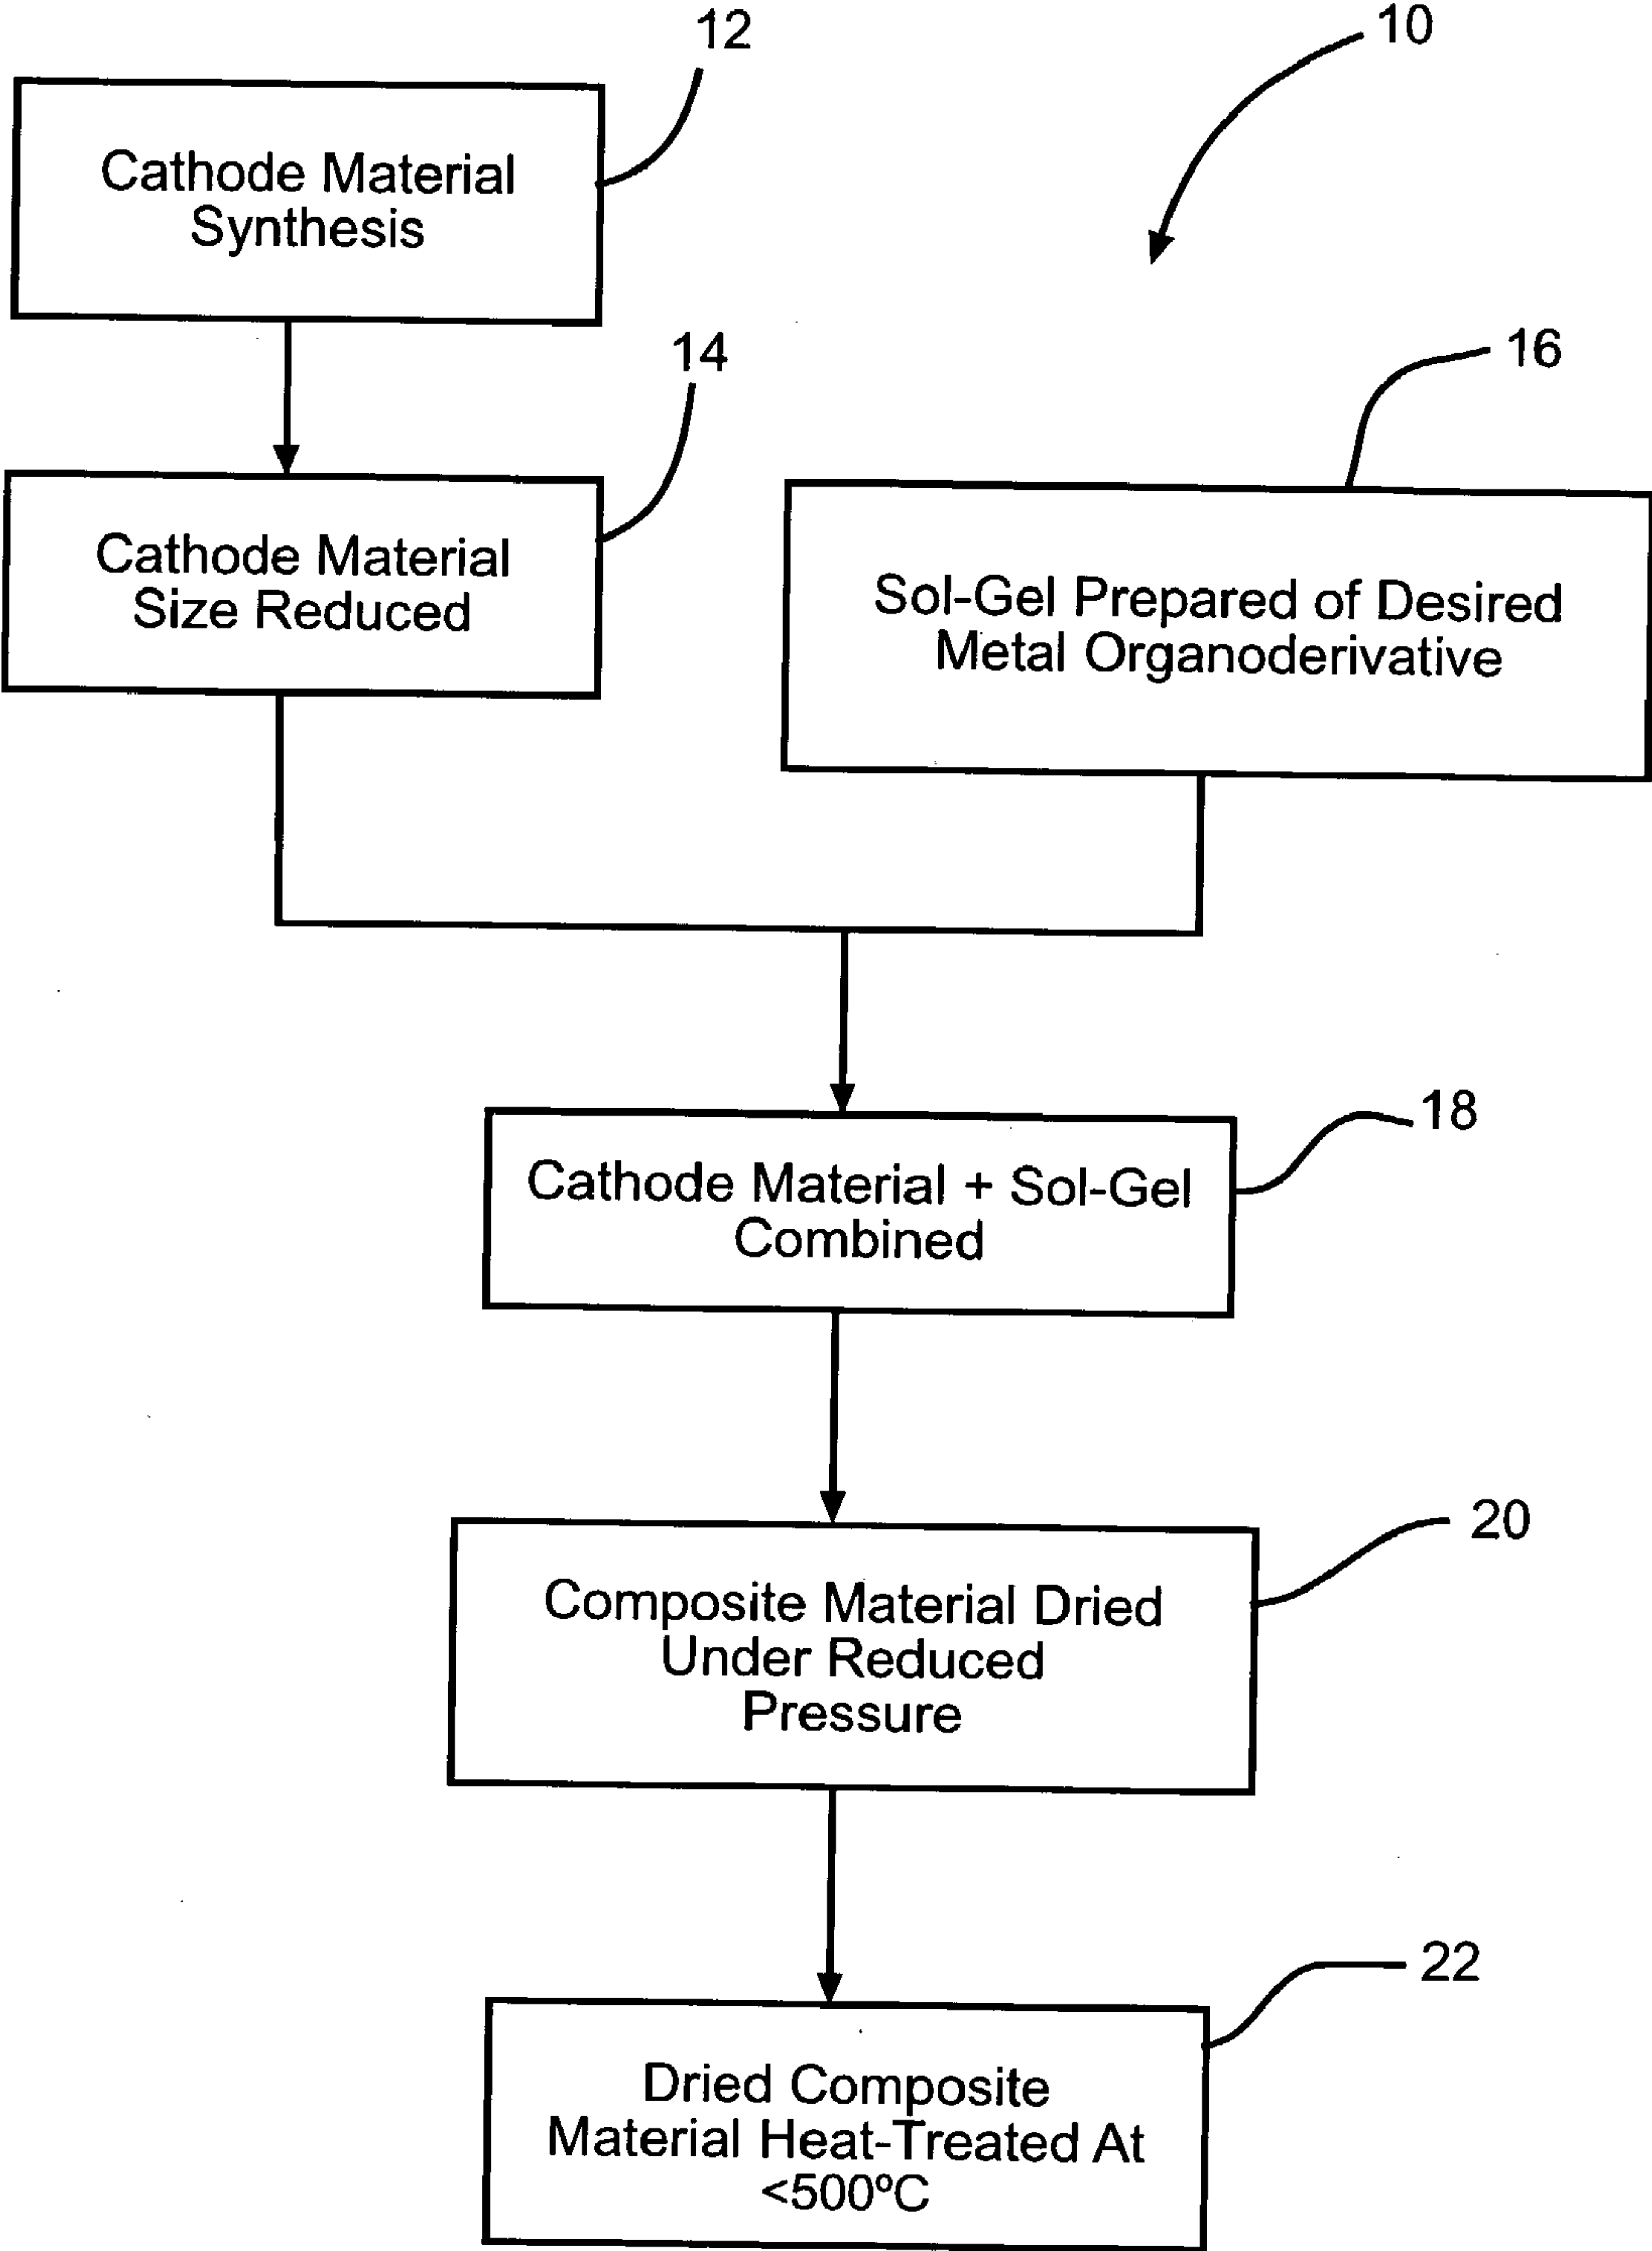 10
12
Cathode Material
Synthesis
14
Cathode Material
Size Reduced
16
Sol-Gel Prepared of Desired
Metal Organoderivative
18
Cathode Material + Sol-Gel
Combined
20
Composite Material Dried
Under Reduced
Pressure
22
Dried Composite
Material Heat-Treated At
<500ºC